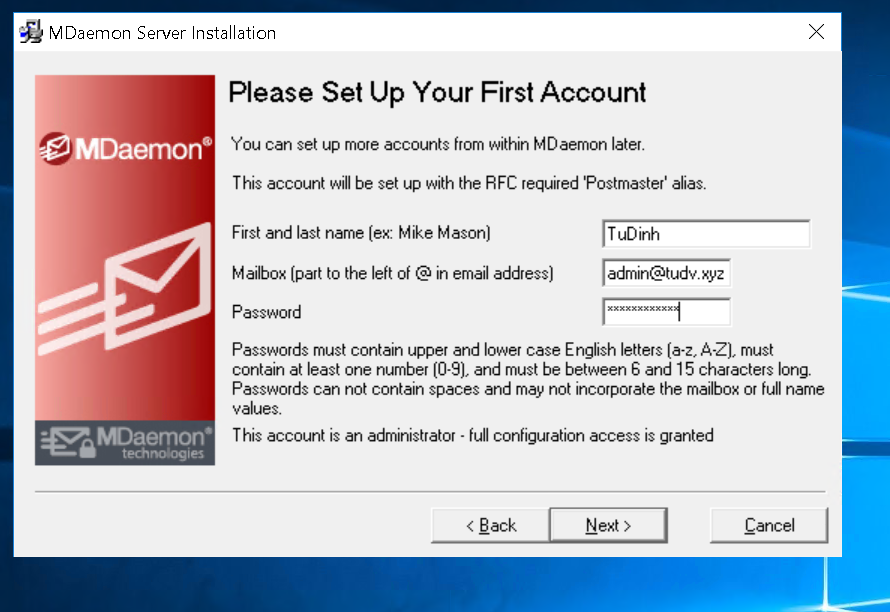 MDaemon Server Installation
Please Set Up Your First Account
MDaemon®
You can set up more accounts from within MDaemon later.
This account will be set up with the RFC required 'Postmaster' alias.
First and last name (ex: Mike Mason)
TuDinh
Mailbox (part to the left of @ in email address)
admin@tudv.xyz
Password
************
Passwords must contain upper and lower case English letters (a-z, A-Z), must
contain at least one number (0-9), and must be between 6 and 15 characters long.
Passwords can not contain spaces and may not incorporate the mailbox or full name
values.
This account is an administrator - full configuration access is granted
MDaemon®
technologies
< Back
Next >
Cancel